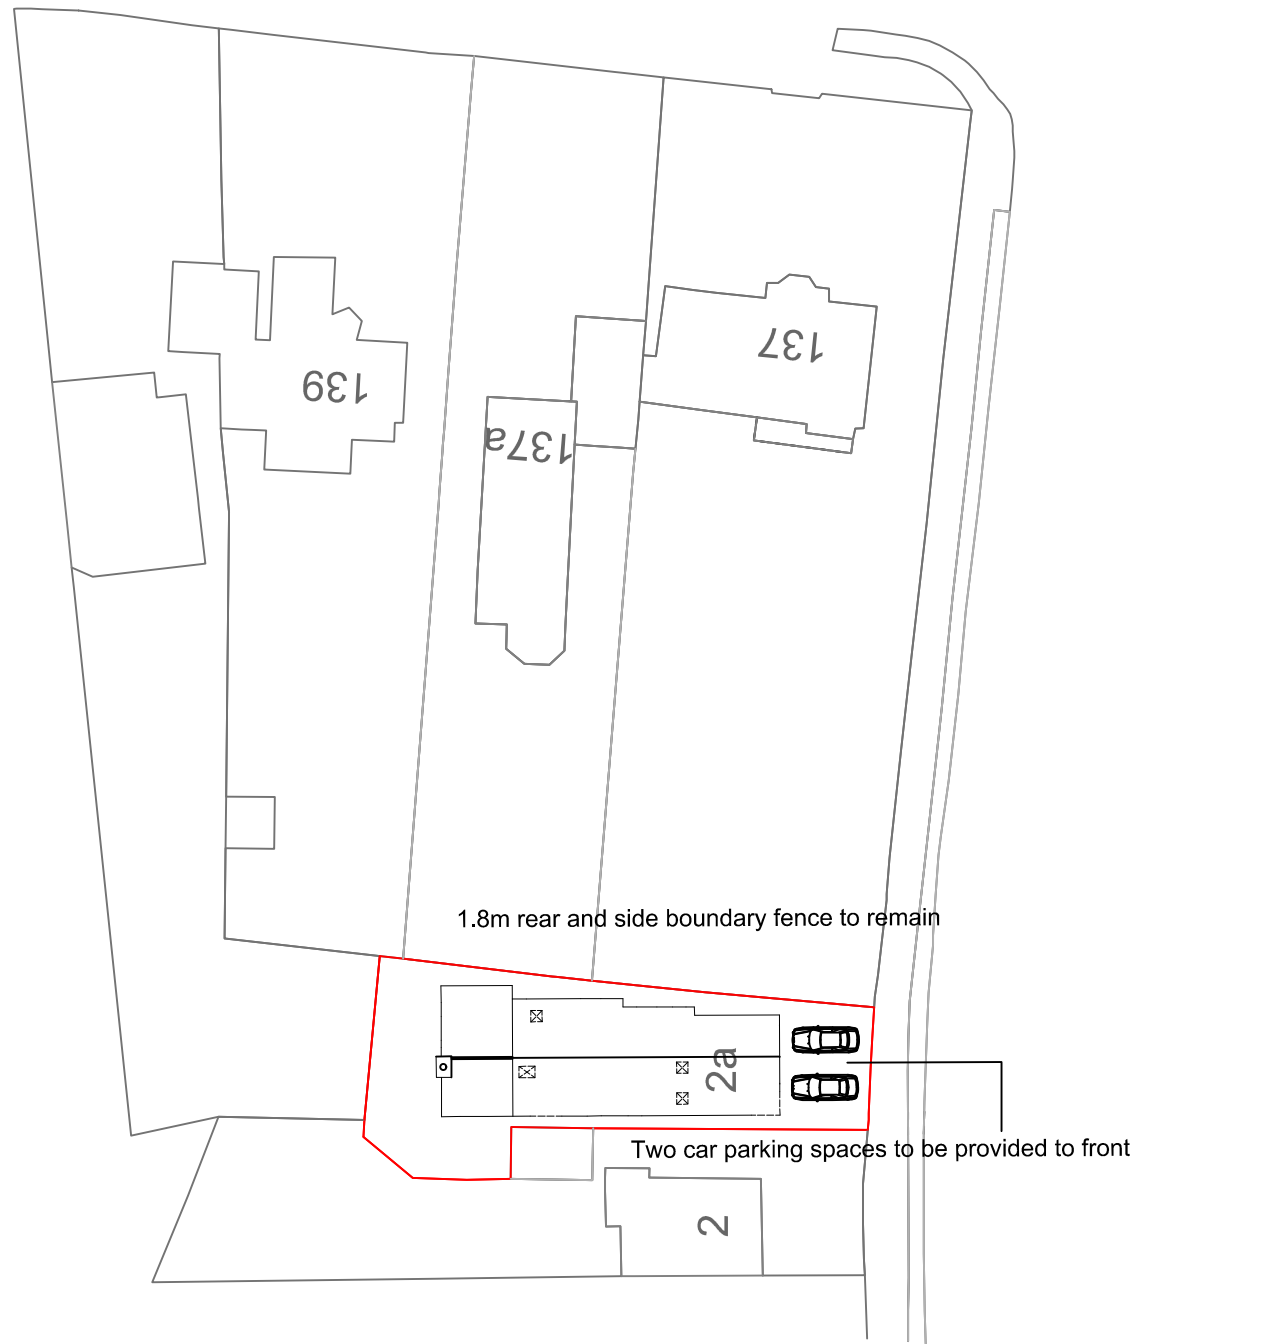 137
139
137a
1.8m rear and side boundary fence to remain
2a
Two car parking spaces to be provided to front
2